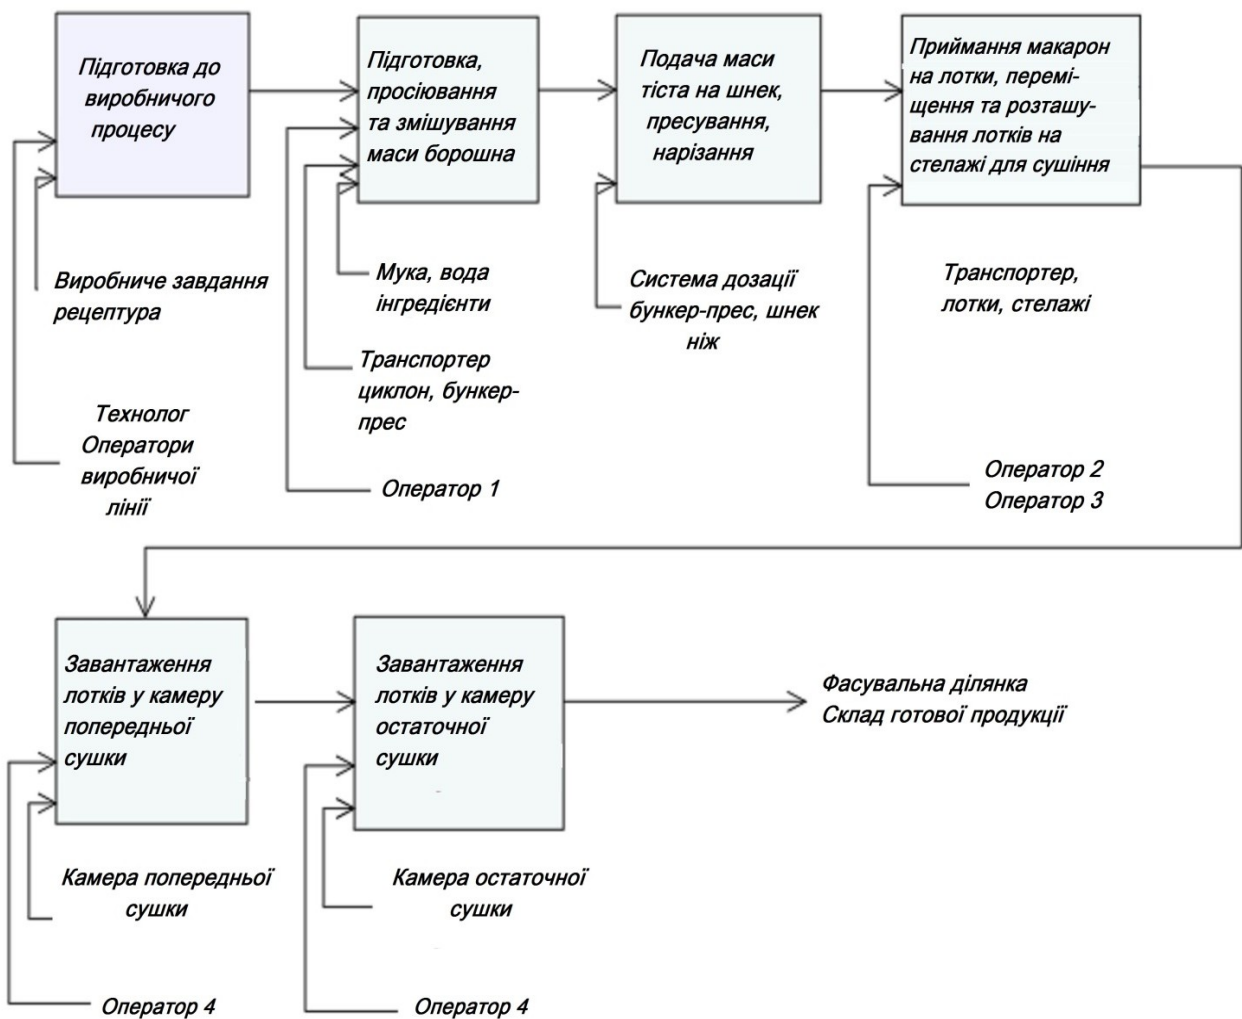 Підготовка до
виробничого
процесу
Підготовка,
просіювання
та змішування
маси борошна
Подача маси
тіста на шнек,
пресування,
нарізання
Приймання макарон
на лотки, перемі-
щення та розташу-
вання лотків на
стелажі для сушіння
Виробниче завдання
рецептура
Мука, вода
інгредієнти
Система дозації
бункер-прес, шнек
ніж
Транспортер,
лотки, стелажі
Транспортер
циклон, бункер-
прес
Технолог
Оператори
виробничої
лінії
Оператор 1
Оператор 2
Оператор 3
Завантаження
лотків у камеру
попередньої
сушки
Завантаження
лотків у камеру
остаточної
сушки
Фасувальна ділянка
Склад готової продукції
Камера попередньої
сушки
Камера остаточної
сушки
Оператор 4
Оператор 4